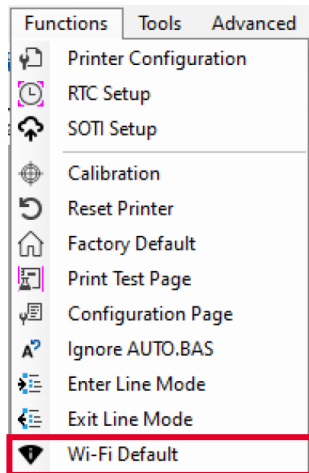 Functions Tools Advanced
Printer Configuration
RTC Setup
SOTI Setup
Calibration
Reset Printer
Factory Default
Print Test Page
Configuration Page
Ignore AUTO.BAS
Enter Line Mode
Exit Line Mode
Wi-Fi Default